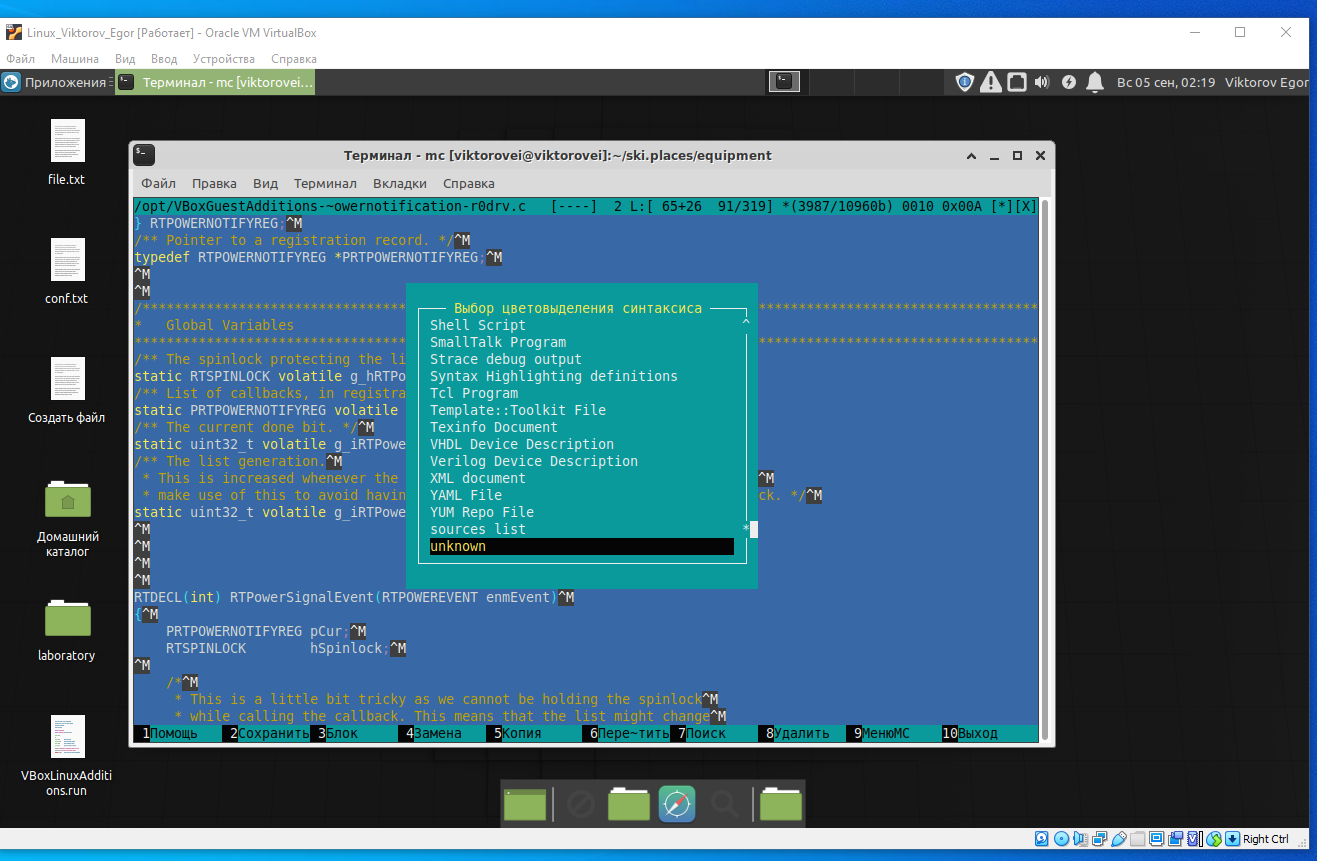 Linux_Viktorov_Egor [Работает] - Oracle VM VirtualBox
Файл Машина Вид Ввод Устройства Справка
Приложения Терминал - mc [viktorovei... Вс 05 сен, 02:19 Viktorov Egor
file.txt
conf.txt
Создать файл
Домашний
каталог
laboratory
VBoxLinuxAdditi
ons.run
Терминал - mc [viktorovei@viktorovei]:~/ski.places/equipment
Файл Правка Вид Терминал Вкладки Справка
/opt/VBoxGuestAdditions-~owernotification-r0drv.c [----] 2 L:[ 65+26 91/319] *(3987/10960b) 0010 0x00A [*][X]
} RTPOWERNOTIFYREG;^M
/** Pointer to a registration record. */^M
typedef RTPOWERNOTIFYREG *PRTPOWERNOTIFYREG;^M
^M
^M
/********************************** ***********************************
* Global Variables
********************************** ***********************************
/** The spinlock protecting the li
static RTSPINLOCK volatile g_hRTPo
/** List of callbacks, in registra
static PRTPOWERNOTIFYREG volatile
/** The current done bit. */^M
static uint32_t volatile g_iRTPowe
/** The list generation.^M
* This is increased whenever the ^M
* make use of this to avoid havin ck. */^M
static uint32_t volatile g_iRTPowe
^M
^M
^M
^M
RTDECL(int) RTPowerSignalEvent(RTPOWEREVENT enmEvent)^M
{^M
PRTPOWERNOTIFYREG pCur;^M
RTSPINLOCK hSpinlock;^M
^M
/*^M
* This is a little bit tricky as we cannot be holding the spinlock^M
* while calling the callback. This means that the list might change^M
Выбор цветовыделения синтаксиса
Shell Script
SmallTalk Program
Strace debug output
Syntax Highlighting definitions
Tcl Program
Template::Toolkit File
Texinfo Document
VHDL Device Description
Verilog Device Description
XML document
YAML File
YUM Repo File
sources list
unknown
1Помощь 2Сохранить 3Блок 4Замена 5Копия 6Пере~тить 7Поиск 8Удалить 9МенюMC 10Выход
Right Ctrl